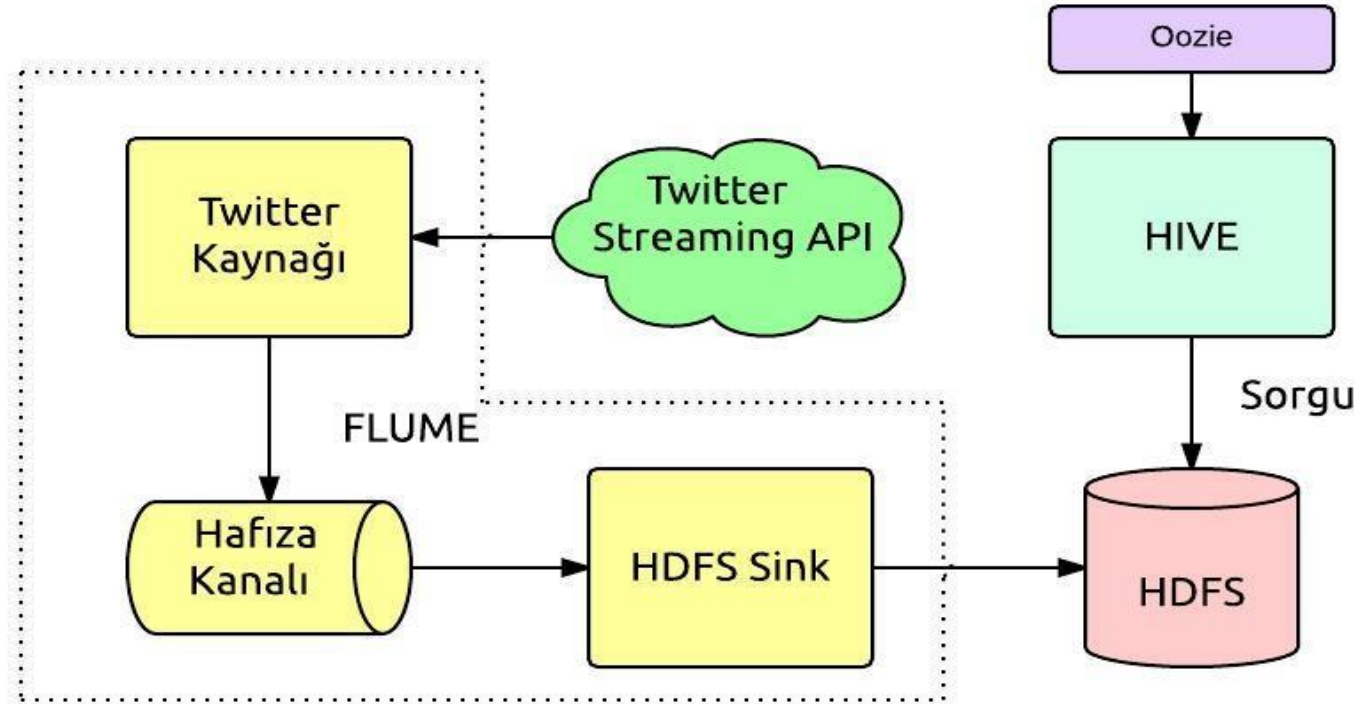 Oozie
Twitter
Kaynağı
Twitter
Streaming API
HIVE
FLUME
Sorgu
Hafıza
Kanalı
HDFS Sink
HDFS